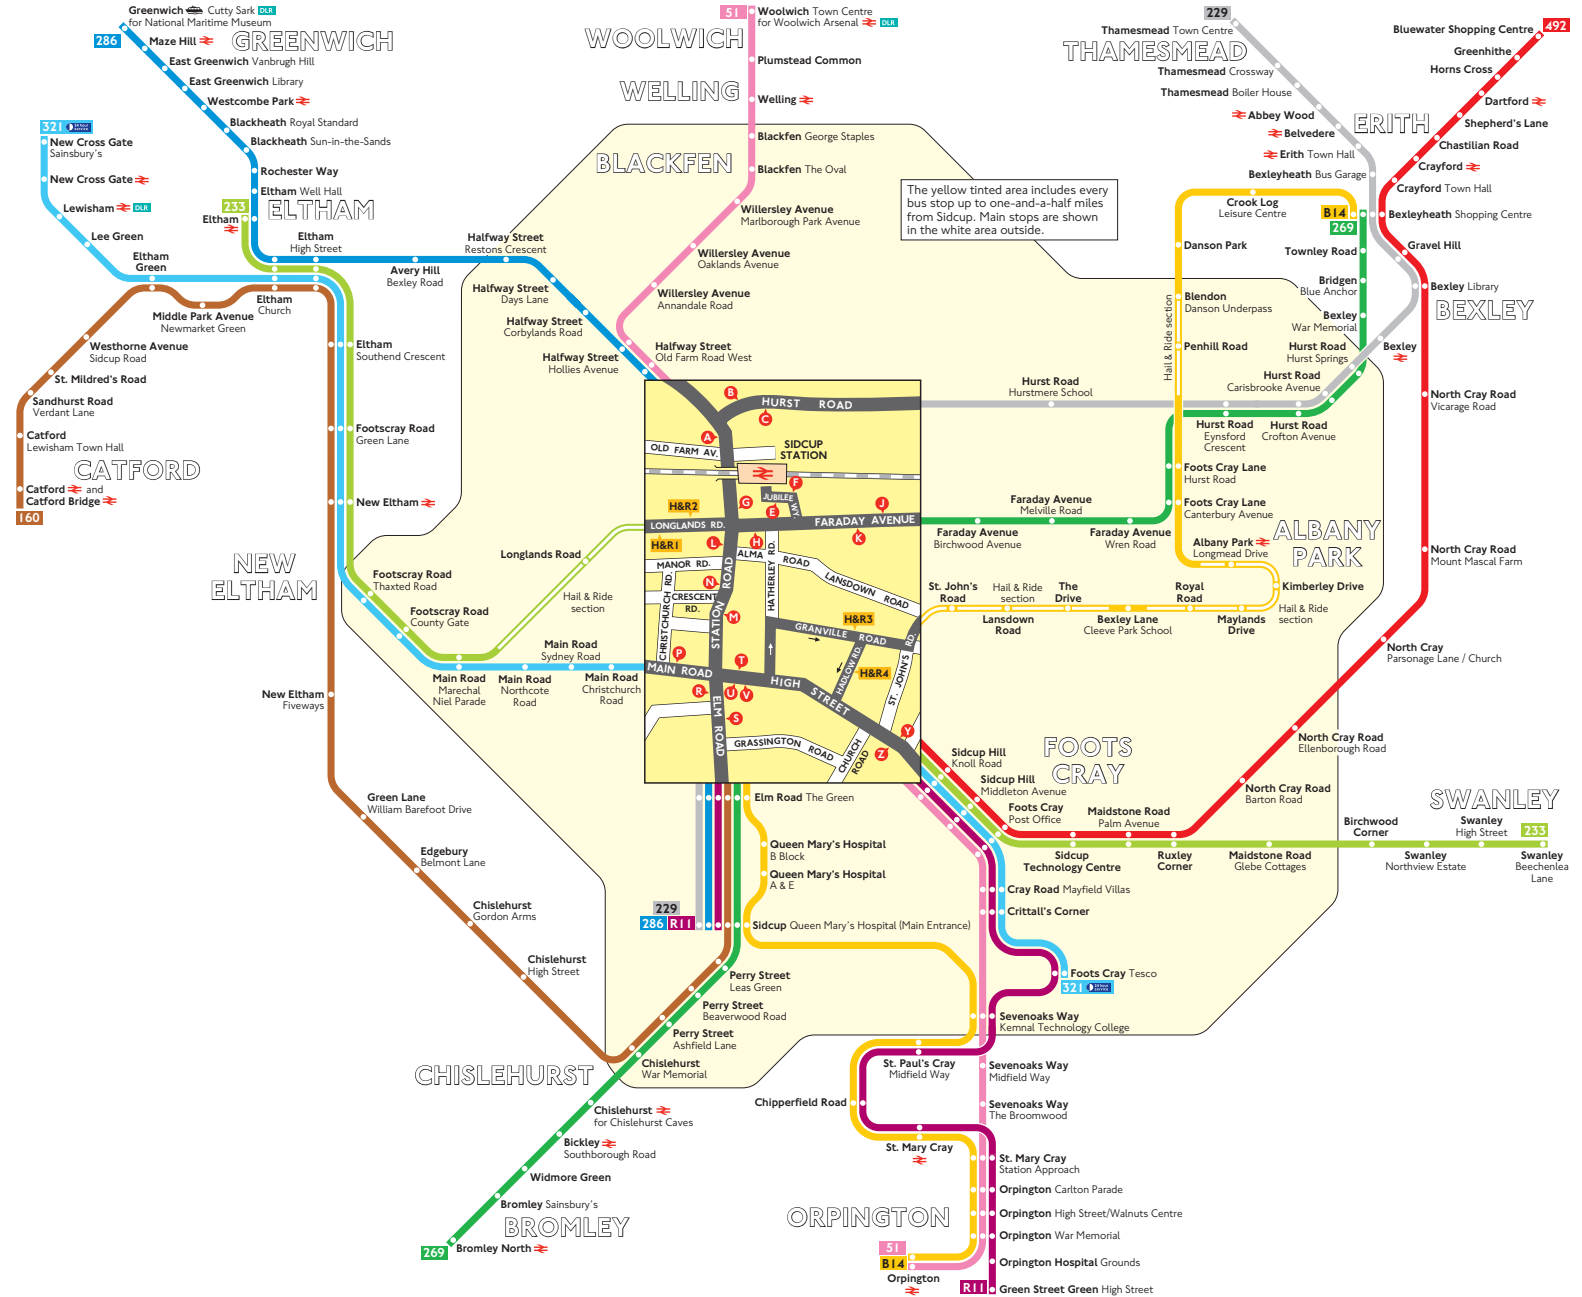 Greenwich Cutty Sark DLR
for National Maritime Museum
286
Maze Hill
GREENWICH
East Greenwich Vanbrugh Hill
East Greenwich Library
Westcombe Park
Blackheath Royal Standard
Blackheath Sun-in-the-Sands
Rochester Way
Eltham Well Hall
233
ELTHAM
Eltham
321 24 hour service
New Cross Gate
Sainsbury's
New Cross Gate
Lewisham DLR
Lee Green
Eltham
Green
Eltham
High Street
Avery Hill
Bexley Road
Halfway Street
Restons Crescent
Halfway Street
Days Lane
Halfway Street
Corbylands Road
Halfway Street
Hollies Avenue
Middle Park Avenue
Newmarket Green
Eltham
Church
Westhorne Avenue
Sidcup Road
St. Mildred's Road
Sandhurst Road
Verdant Lane
Catford
Lewisham Town Hall
CATFORD
Catford and
Catford Bridge
160
Eltham
Southend Crescent
Footscray Road
Green Lane
New Eltham
NEW
ELTHAM
Footscray Road
Thaxted Road
Footscray Road
County Gate
Longlands Road
Hail & Ride
section
Main Road
Marechal
Niel Parade
Main Road
Northcote
Road
Main Road
Sydney Road
Main Road
Christchurch
Road
New Eltham
Fiveways
Green Lane
William Barefoot Drive
Edgebury
Belmont Lane
Chislehurst
Gordon Arms
Chislehurst
High Street
51
Woolwich Town Centre
for Woolwich Arsenal DLR
WOOLWICH
Plumstead Common
WELLING
Welling
Blackfen George Staples
BLACKFEN
Blackfen The Oval
Willersley Avenue
Marlborough Park Avenue
Willersley Avenue
Oaklands Avenue
Willersley Avenue
Annandale Road
Halfway Street
Old Farm Road West
The yellow tinted area includes every
bus stop up to one-and-a-half miles
from Sidcup. Main stops are shown
in the white area outside.
229
Thamesmead Town Centre
THAMESMEAD
Thamesmead Crossway
Thamesmead Boiler House
Abbey Wood
Belvedere
Erith Town Hall
ERITH
Bexleyheath Bus Garage
492
Bluewater Shopping Centre
Greenhithe
Horns Cross
Dartford
Shepherd's Lane
Chastilian Road
Crayford
Crayford Town Hall
Bexleyheath Shopping Centre
Crook Log
Leisure Centre
B14
269
Danson Park
Townley Road
Gravel Hill
Bridgen
Blue Anchor
Bexley Library
BEXLEY
Blendon
Danson Underpass
Bexley
War Memorial
Hail & Ride section
Penhill Road
Hurst Road
Hurst Springs
Bexley
Hurst Road
Carisbrooke Avenue
Hurst Road
Hurstmere School
Hurst Road
Eynsford
Crescent
Hurst Road
Crofton Avenue
North Cray Road
Vicarage Road
Foots Cray Lane
Hurst Road
Foots Cray Lane
Canterbury Avenue
Faraday Avenue
Melville Road
Faraday Avenue
Birchwood Avenue
Faraday Avenue
Wren Road
ALBANY
PARK
Albany Park
Longmead Drive
Kimberley Drive
St. John's
Road
Hail & Ride
section
The
Drive
Royal
Road
Hail & Ride
section
Lansdown
Road
Bexley Lane
Cleeve Park School
Maylands
Drive
North Cray Road
Mount Mascal Farm
North Cray
Parsonage Lane / Church
North Cray Road
Ellenborough Road
North Cray Road
Barton Road
B
HURST ROAD
C
A
OLD FARM AV.
SIDCUP
STATION
F
JUBILEE
WY.
G
E
J
H&R2
LONGLANDS RD.
FARADAY AVENUE
H&R1
L
H
K
MANOR RD.
ALMA ROAD
LANSDOWN ROAD
N
CRESCENT
RD.
CHRISTCHURCH RD.
STATION ROAD
HATHERLEY RD.
M
H&R3
GRANVILLE ROAD
P
T
HADLOW RD.
H&R4
ST. JOHN'S RD.
MAIN ROAD
HIGH STREET
R
U
V
S
ELM ROAD
GRASSINGTON ROAD
CHURCH
ROAD
Y
Z
Sidcup Hill
Knoll Road
Sidcup Hill
Middleton Avenue
Foots Cray
Post Office
FOOTS
CRAY
Maidstone Road
Palm Avenue
Sidcup
Technology Centre
Ruxley
Corner
Maidstone Road
Glebe Cottages
Birchwood
Corner
SWANLEY
Swanley
High Street
233
Swanley
Northview Estate
Swanley
Beechenlea
Lane
Elm Road The Green
Queen Mary's Hospital
B Block
Queen Mary's Hospital
A & E
229
286 R11
Sidcup Queen Mary's Hospital (Main Entrance)
Cray Road Mayfield Villas
Crittall's Corner
Foots Cray Tesco
321 24 hour service
Perry Street
Leas Green
Perry Street
Beaverwood Road
Perry Street
Ashfield Lane
Chislehurst
War Memorial
CHISLEHURST
Chislehurst
for Chislehurst Caves
Bickley
Southborough Road
Widmore Green
Bromley Sainsbury's
BROMLEY
269
Bromley North
Sevenoaks Way
Kemnal Technology College
St. Paul's Cray
Midfield Way
Sevenoaks Way
Midfield Way
Chipperfield Road
Sevenoaks Way
The Broomwood
St. Mary Cray
St. Mary Cray
Station Approach
Orpington Carlton Parade
ORPINGTON
Orpington High Street/Walnuts Centre
Orpington War Memorial
51
B14
Orpington
Orpington Hospital Grounds
R11
Green Street Green High Street